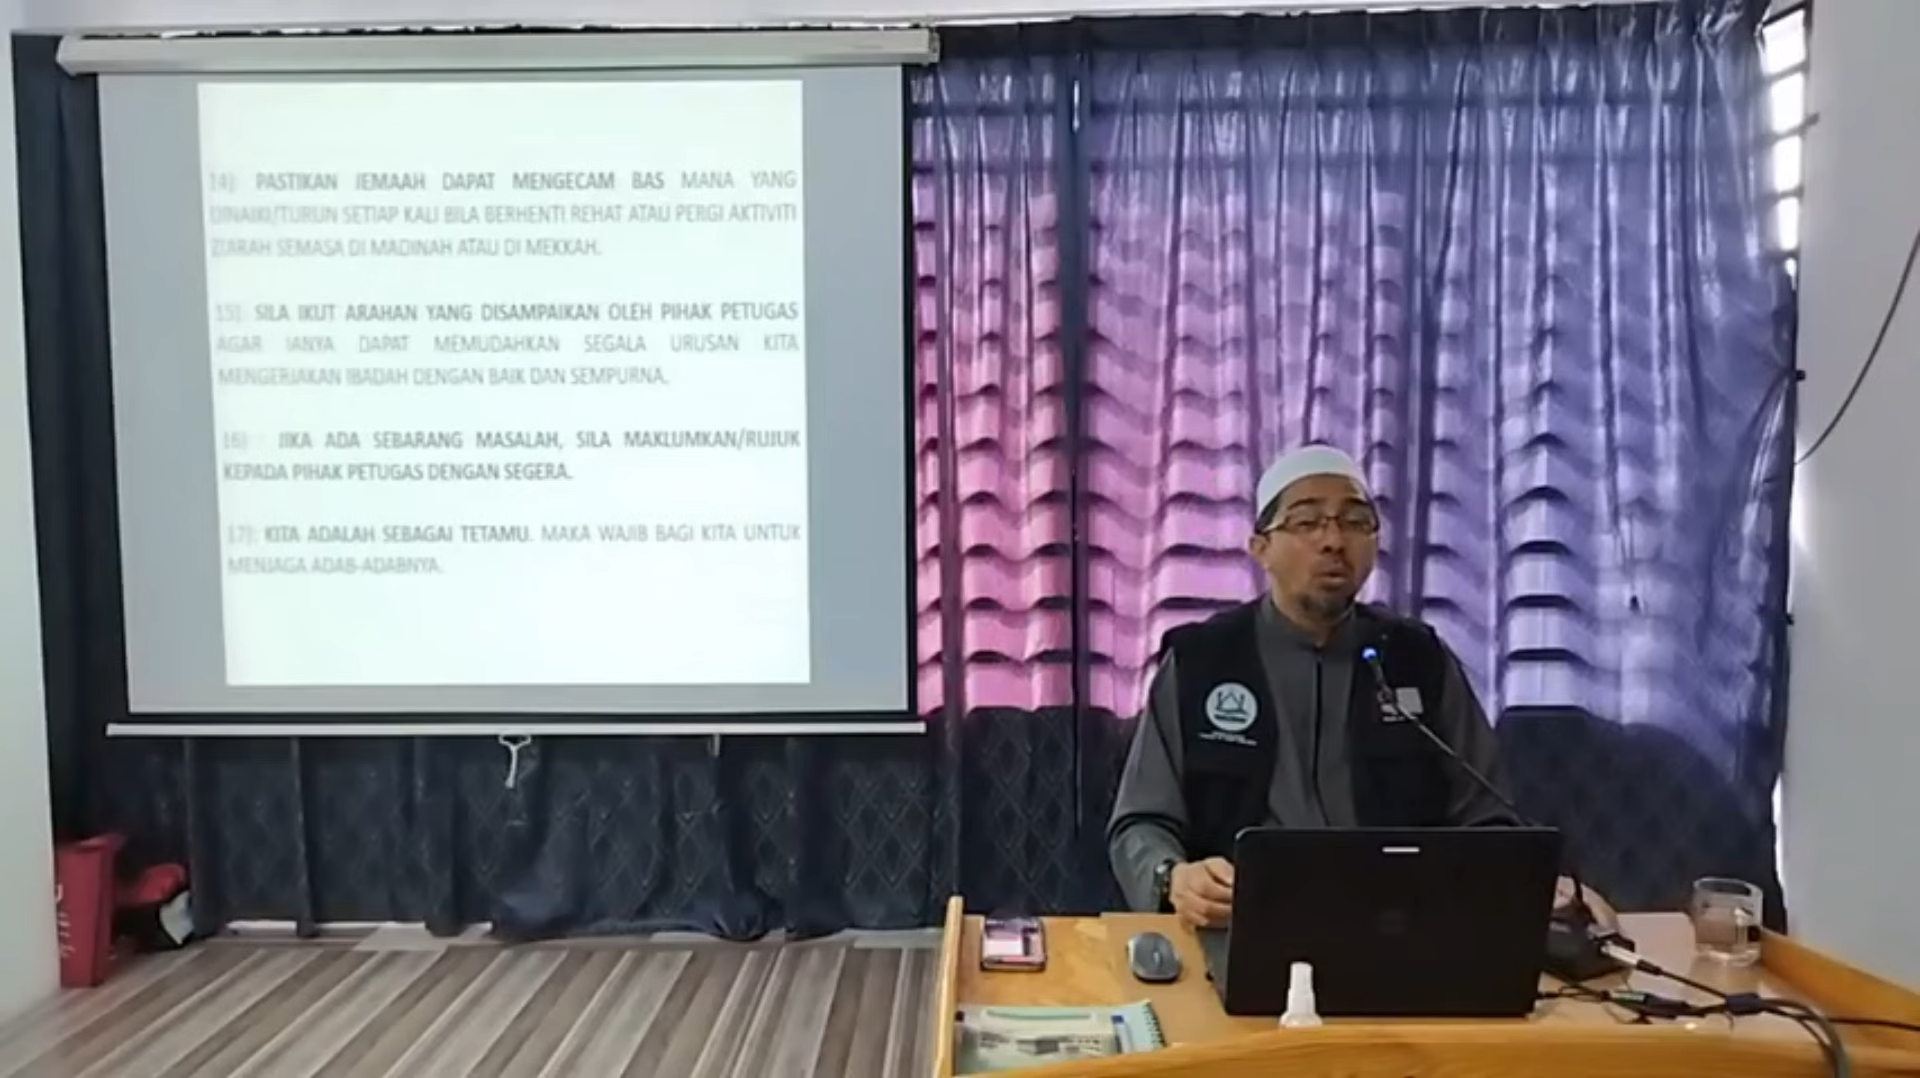 14) PASTIKAN JEMAAH DAPAT MENGECAM BAS MANA YANG
DINAIKI/TURUN SETIAP KALI BILA BERHENTI REHAT ATAU PERGI AKTIVITI
ZIARAH SEMASA DI MADINAH ATAU DI MEKKAH.
15) SILA IKUT ARAHAN YANG DISAMPAIKAN OLEH PIHAK PETUGAS
AGAR IANYA DAPAT MEMUDAHKAN SEGALA URUSAN KITA
MENGERJAKAN IBADAH DENGAN BAIK DAN SEMPURNA.
16) JIKA ADA SEBARANG MASALAH, SILA MAKLUMKAN/RUJUK
KEPADA PIHAK PETUGAS DENGAN SEGERA.
17) KITA ADALAH SEBAGAI TETAMU. MAKA WAJIB BAGI KITA UNTUK
MENJAGA ADAB-ADABNYA.